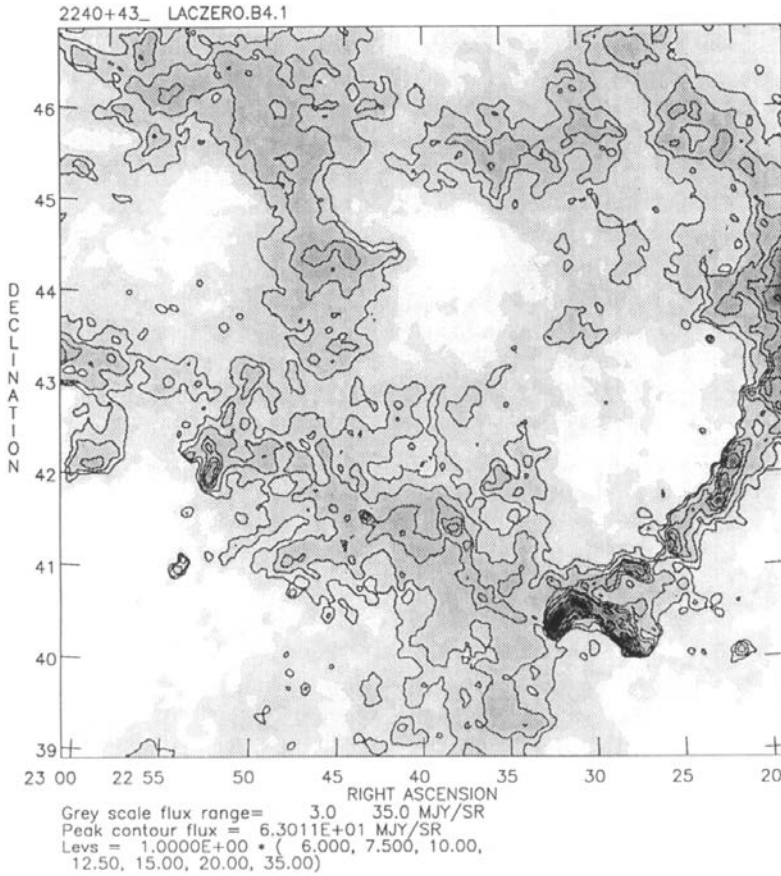 2240+43_ LACZERO.B4.1
46
45
44
43
42
41
40
39
DECLINATION
23 00 22 55 50 45 40 35 30 25 20
RIGHT ASCENSION
Grey scale flux range= 3.0 35.0 MJY/SR
Peak contour flux = 6.3011E+01 MJY/SR
Levs = 1.0000E+00 * ( 6.000, 7.500, 10.00,
12.50, 15.00, 20.00, 35.00)